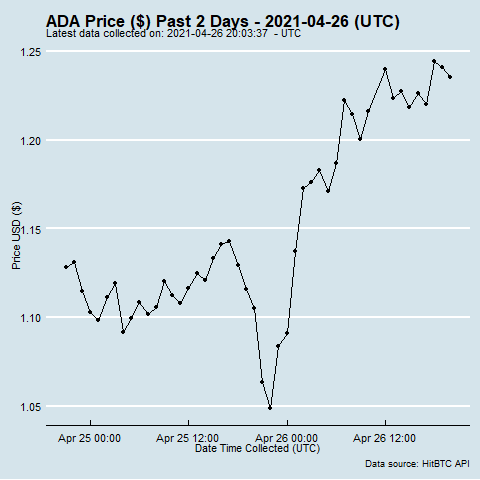 ADA Price ($) Past 2 Days - 2021-04-26 (UTC)
Latest data collected on: 2021-04-26 20:03:37 - UTC
1.25
1.20
1.15
1.10
1.05
Price USD ($)
Apr 25 00:00 Apr 25 12:00 Apr 26 00:00 Apr 26 12:00
Date Time Collected (UTC)
Data source: HitBTC API